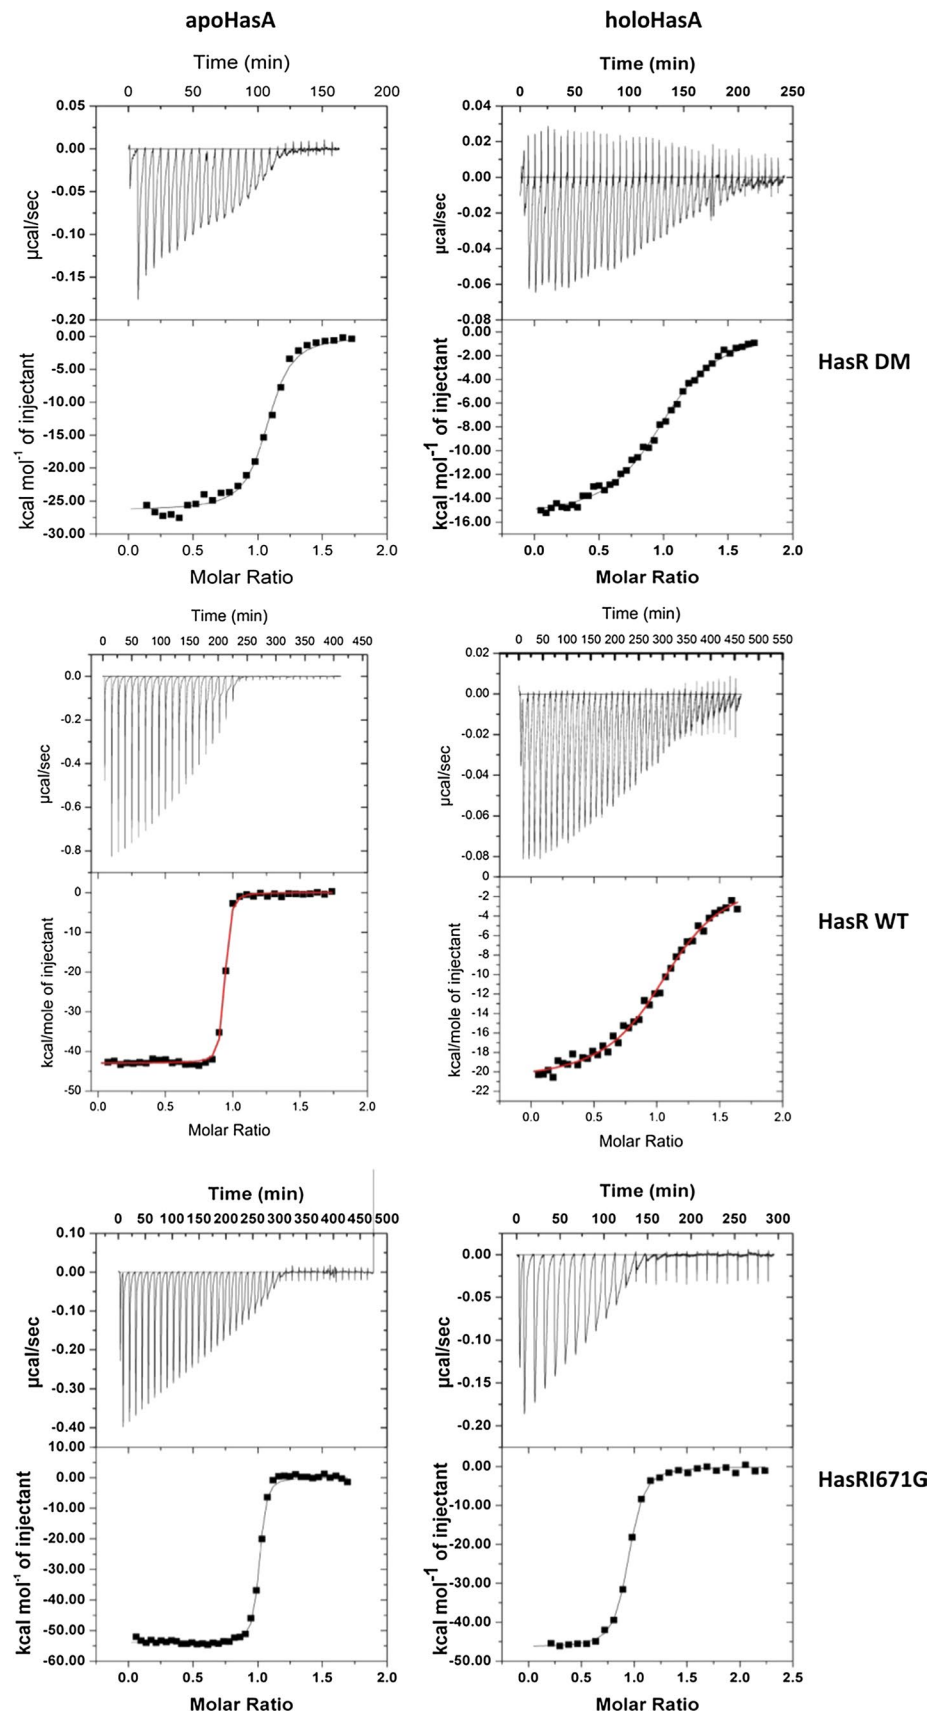 apoHasA
holoHasA
Time (min)
0 50 100 150 200
0.05
0.00
-0.05
-0.10
-0.15
-0.20
µcal/sec
0.00
-5.00
-10.00
-15.00
-20.00
-25.00
-30.00
kcal mol-1 of injectant
0.0 0.5 1.0 1.5 2.0
Molar Ratio
Time (min)
0 50 100 150 200 250
0.04
0.02
0.00
-0.02
-0.04
-0.06
-0.08
µcal/sec
0.00
-2.00
-4.00
-6.00
-8.00
-10.00
-12.00
-14.00
-16.00
kcal mol-1 of injectant
0.0 0.5 1.0 1.5 2.0
Molar Ratio
HasR DM
Time (min)
0 50 100 150 200 250 300 350 400 450
0.0
-0.2
-0.4
-0.6
-0.8
µcal/sec
0
-10
-20
-30
-40
-50
kcal/mole of injectant
0.0 0.5 1.0 1.5 2.0
Molar Ratio
Time (min)
0 50 100 150 200 250 300 350 400 450 500 550
0.02
0.00
-0.02
-0.04
-0.06
-0.08
µcal/sec
0
-2
-4
-6
-8
-10
-12
-14
-16
-18
-20
-22
kcal/mole of injectant
0.0 0.5 1.0 1.5 2.0
Molar Ratio
HasR WT
Time (min)
0 50 100 150 200 250 300 350 400 450 500
0.10
0.00
-0.10
-0.20
-0.30
-0.40
µcal/sec
10.00
0.00
-10.00
-20.00
-30.00
-40.00
-50.00
-60.00
kcal mol-1 of injectant
0.0 0.5 1.0 1.5 2.0
Molar Ratio
Time (min)
0 50 100 150 200 250 300
0.00
-0.05
-0.10
-0.15
-0.20
µcal/sec
0.00
-10.00
-20.00
-30.00
-40.00
-50.00
kcal mol-1 of injectant
0.0 0.5 1.0 1.5 2.0 2.5
Molar Ratio
HasRI671G